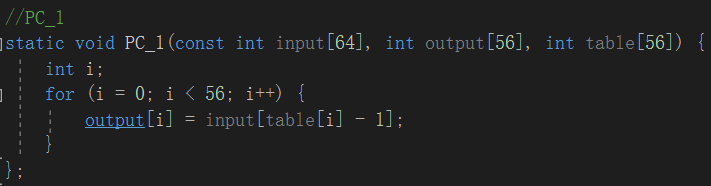 //PC_1
static void PC_1(const int input[64], int output[56], int table[56]) {
int i;
for (i = 0; i < 56; i++) {
output[i] = input[table[i] - 1];
}
};